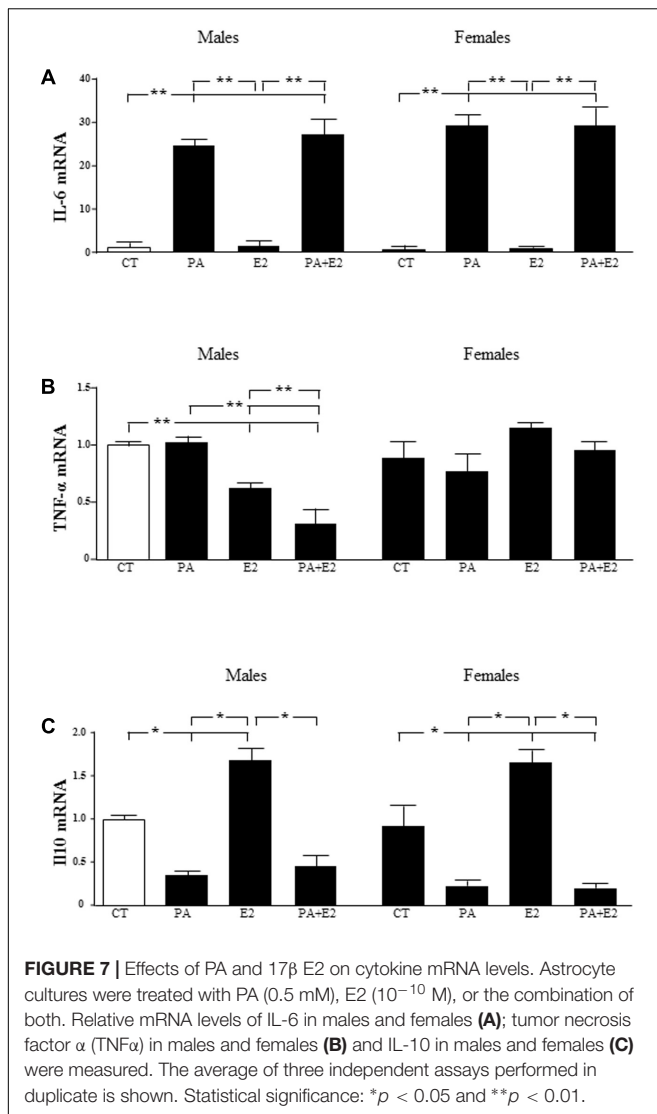 Males Females
A
** ** ** ** ** **
40
30
20
10
0
IL-6 mRNA
CT PA E2 PA+E2 CT PA E2 PA+E2
Males Females
B
**
**
**
1.5
1.0
0.5
0
TNF-α mRNA
CT PA E2 PA+E2 CT PA E2 PA+E2
Males Females
C
* * * * * *
2.0
1.5
1.0
0.5
0
Il10 mRNA
CT PA E2 PA+E2 CT PA E2 PA+E2
FIGURE 7 | Effects of PA and 17β E2 on cytokine mRNA levels. Astrocyte
cultures were treated with PA (0.5 mM), E2 (10⁻¹⁰ M), or the combination of
both. Relative mRNA levels of IL-6 in males and females (A); tumor necrosis
factor α (TNFα) in males and females (B) and IL-10 in males and females (C)
were measured. The average of three independent assays performed in
duplicate is shown. Statistical significance: *p < 0.05 and **p < 0.01.